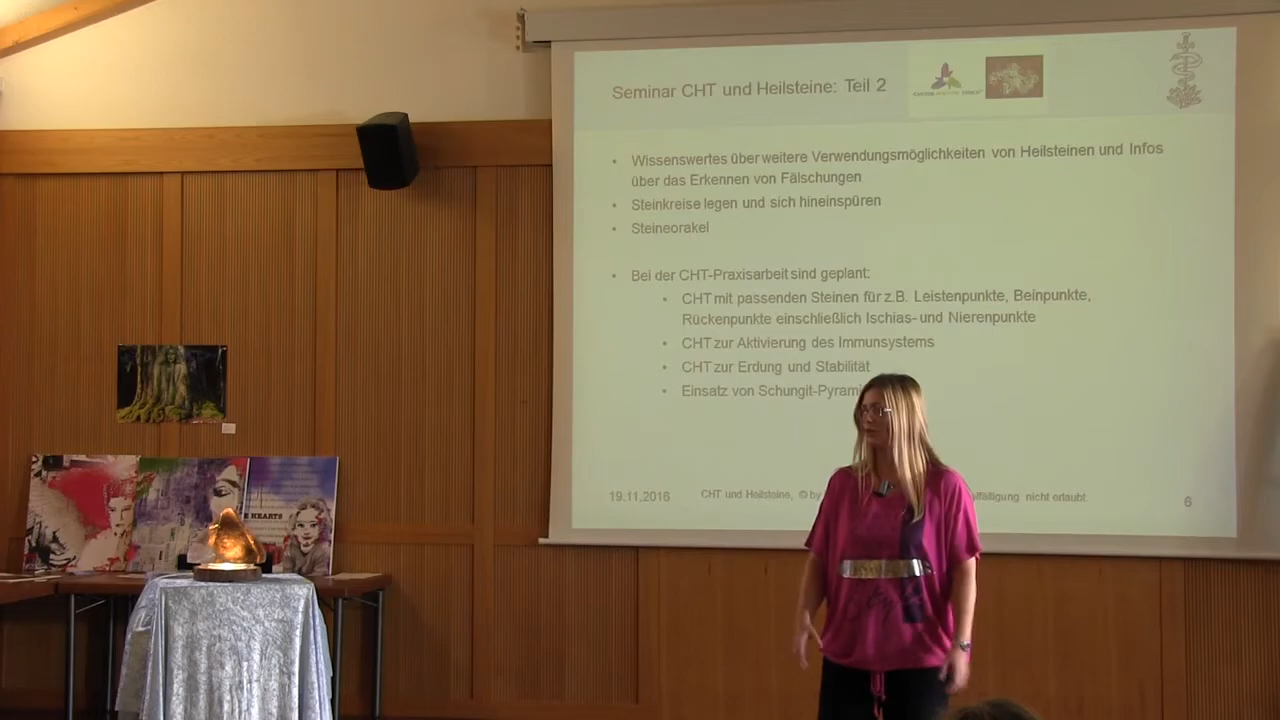 Seminar CHT und Heilsteine: Teil 2
• Wissenswertes über weitere Verwendungsmöglichkeiten von Heilsteinen und Infos
über das Erkennen von Fälschungen
• Steinkreise legen und sich hineinspüren
• Steineorakel
• Bei der CHT-Praxisarbeit sind geplant:
• CHT mit passenden Steinen für z.B. Leistenpunkte, Beinpunkte,
Rückenpunkte einschließlich Ischias- und Nierenpunkte
• CHT zur Aktivierung des Immunsystems
• CHT zur Erdung und Stabilität
• Einsatz von Schungit-Pyrami
19.11.2016 CHT und Heilsteine, © by elfältigung nicht erlaubt 6
HEARTS